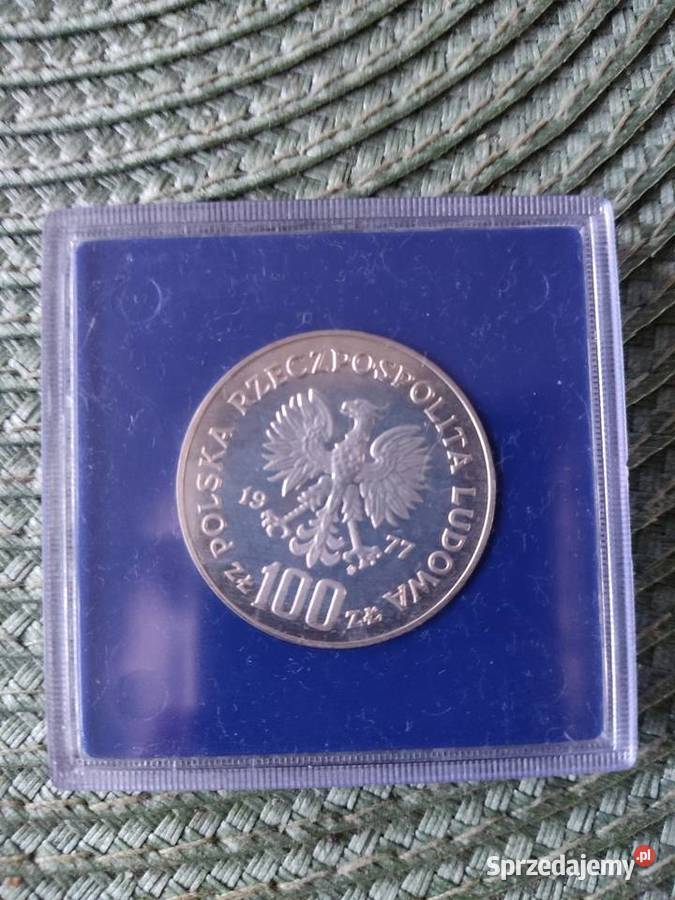 POLSKA RZECZPOSPOLITA LUDOWA
19 77
ZŁ 100 ZŁ
Sprzedajemy.pl